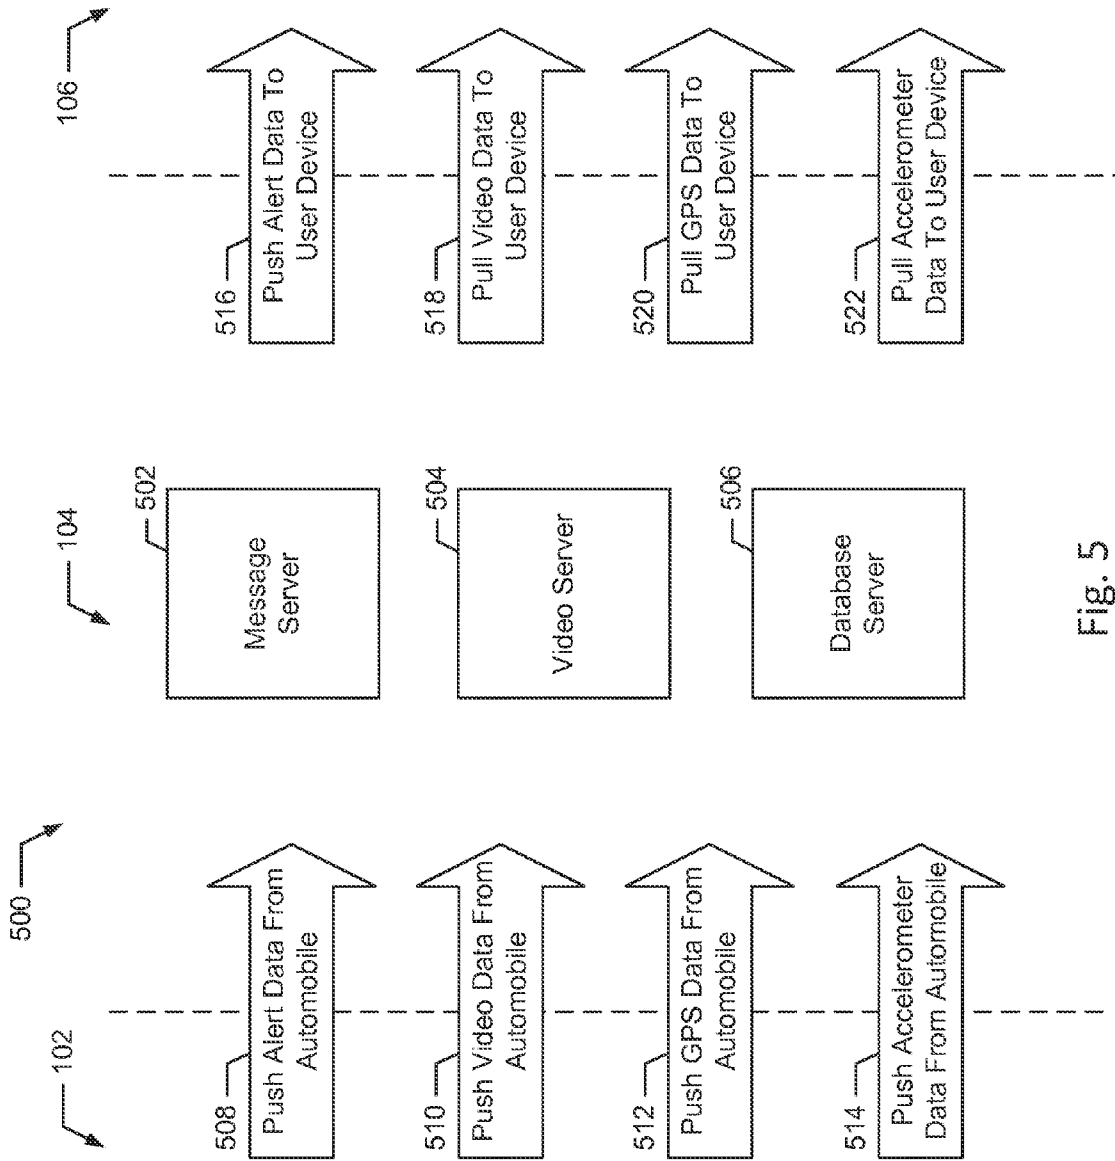 500
102
104
106
508
Push Alert Data From
Automobile
510
Push Video Data From
Automobile
512
Push GPS Data From
Automobile
514
Push Accelerometer
Data From Automobile
502
Message
Server
504
Video Server
506
Database
Server
516
Push Alert Data To
User Device
518
Pull Video Data To
User Device
520
Pull GPS Data To
User Device
522
Pull Accelerometer
Data To User Device
Fig. 5